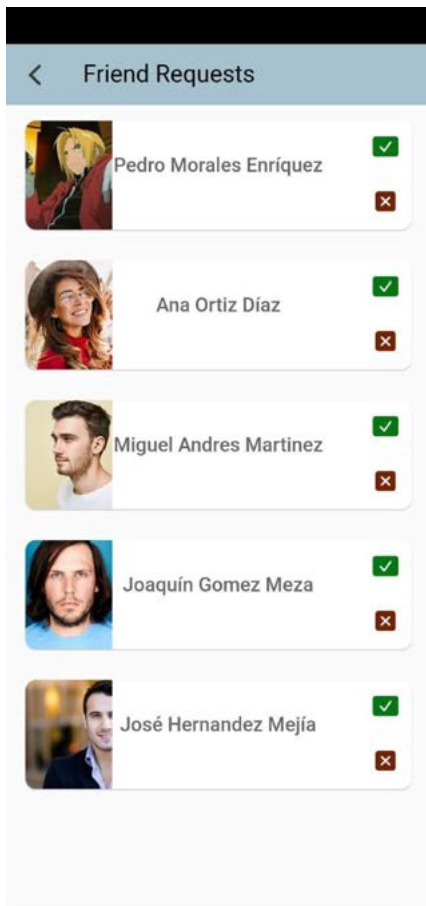 Friend Requests
Pedro Morales Enríquez
Ana Ortiz Díaz
Miguel Andres Martinez
Joaquín Gomez Meza
José Hernandez Mejía